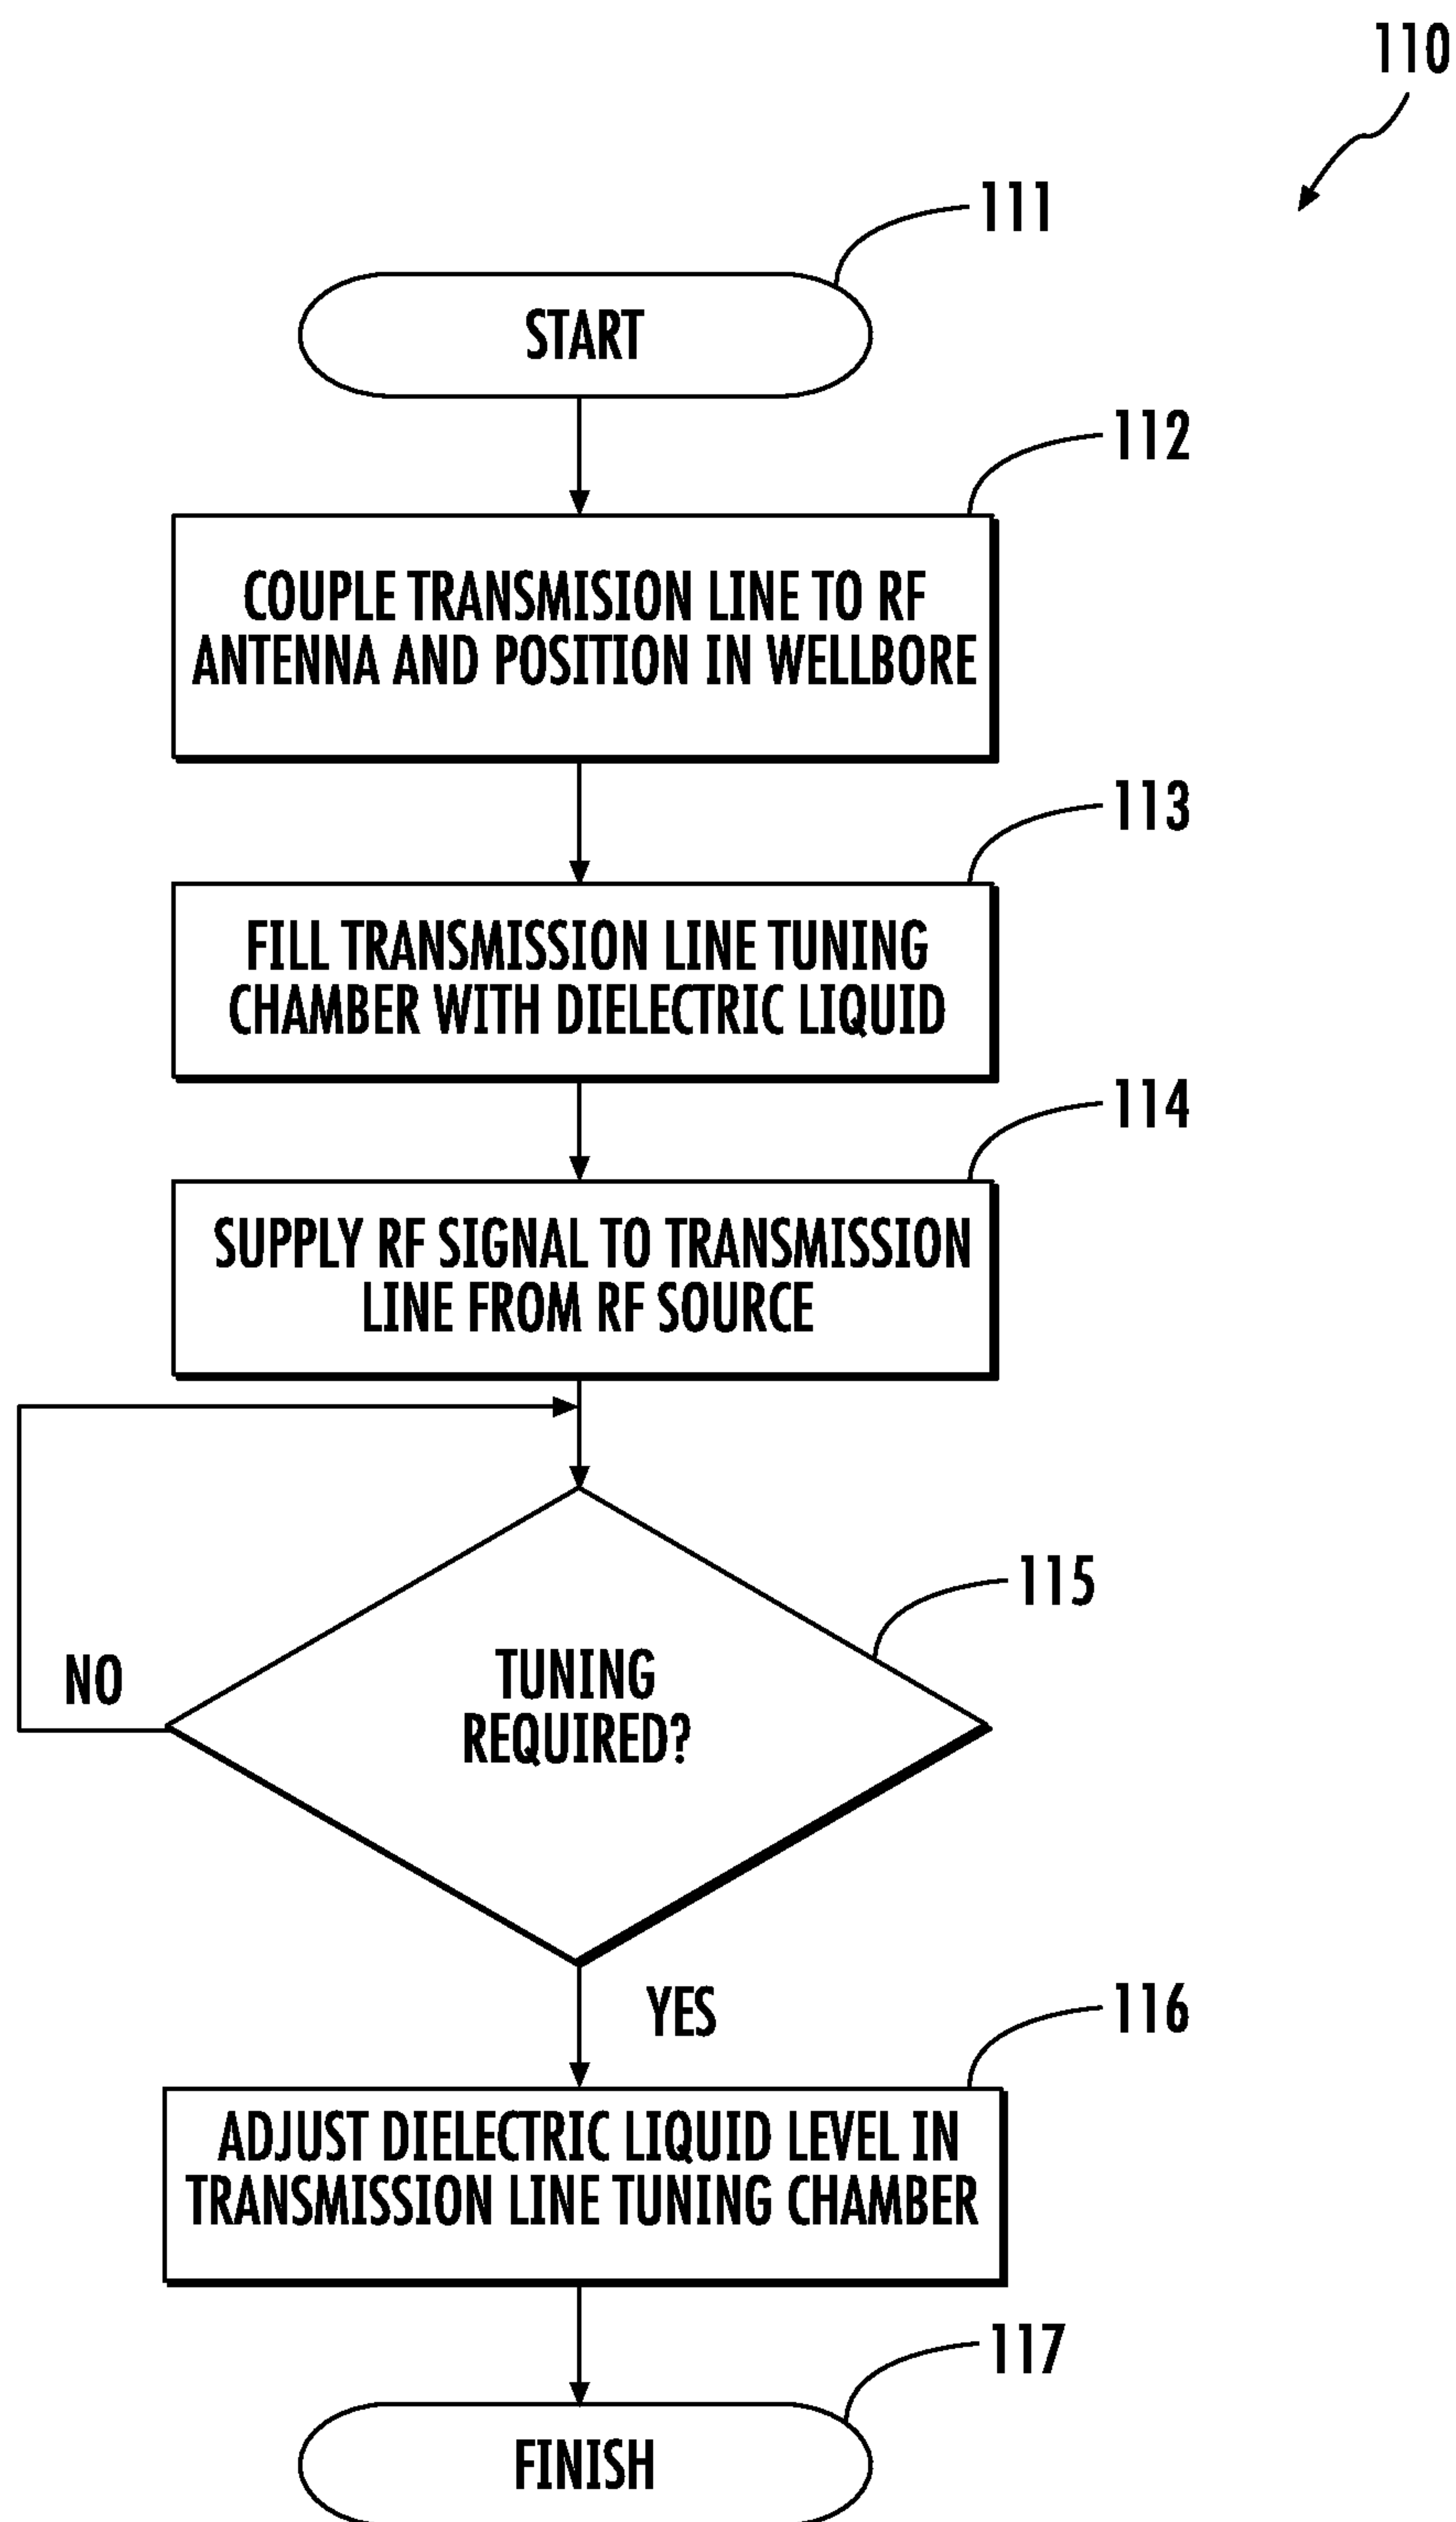 110
111
START
112
COUPLE TRANSMISION LINE TO RF
ANTENNA AND POSITION IN WELLBORE
113
FILL TRANSMISSION LINE TUNING
CHAMBER WITH DIELECTRIC LIQUID
114
SUPPLY RF SIGNAL TO TRANSMISSION
LINE FROM RF SOURCE
115
TUNING
REQUIRED?
NO
YES
116
ADJUST DIELECTRIC LIQUID LEVEL IN
TRANSMISSION LINE TUNING CHAMBER
117
FINISH